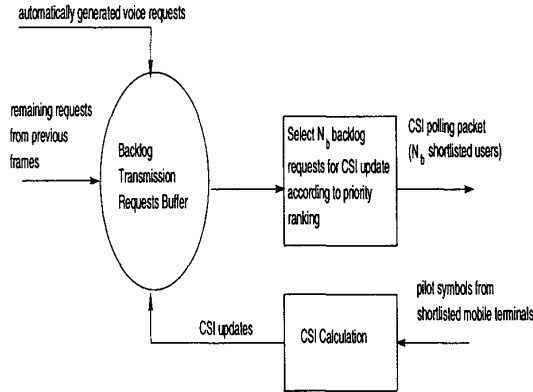 automatically generated voice requests
remaining requests
from previous
frames
Backlog
Transmission
Requests Buffer
Select N_b backlog
requests for CSI update
according to priority
ranking
CSI polling packet
(N_b shortlisted users)
pilot symbols from
shortlisted mobile terminals
CSI updates
CSI Calculation